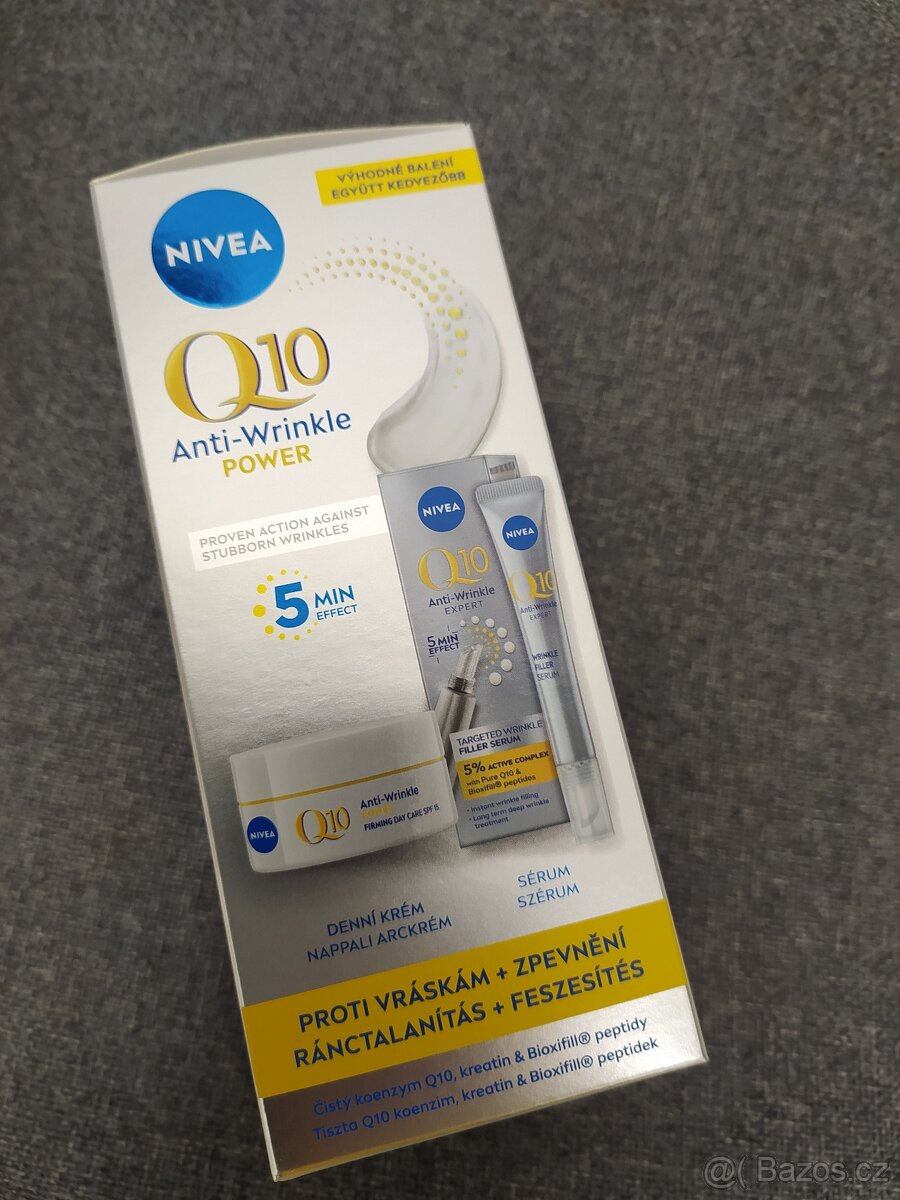 VÝHODNÉ BALENÍ
EGYÜTT KEDVEZŐBB
NIVEA
Q10
Anti-Wrinkle
POWER
PROVEN ACTION AGAINST
STUBBORN WRINKLES
5 MIN
EFFECT
NIVEA
Q10
Anti-Wrinkle
EXPERT
5 MIN
EFFECT
TARGETED WRINKLE
FILLER SERUM
5% ACTIVE COMPLEX
with Pure Q10 &
Bioxifill® peptides
• Instant wrinkle filling
• Long term deep wrinkle
treatment
NIVEA
Q10
Anti-Wrinkle
EXPERT
WRINKLE
FILLER
SERUM
NIVEA
Q10
Anti-Wrinkle
POWER
FIRMING DAY CARE SPF 15
DENNÍ KRÉM
NAPPALI ARCKRÉM
SÉRUM
SZÉRUM
PROTI VRÁSKÁM + ZPEVNĚNÍ
RÁNCTALANÍTÁS + FESZESÍTÉS
Čistý koenzym Q10, kreatin & Bioxifill® peptidy
Tiszta Q10 koenzim, kreatin & Bioxifill® peptidek
@( Bazos.cz